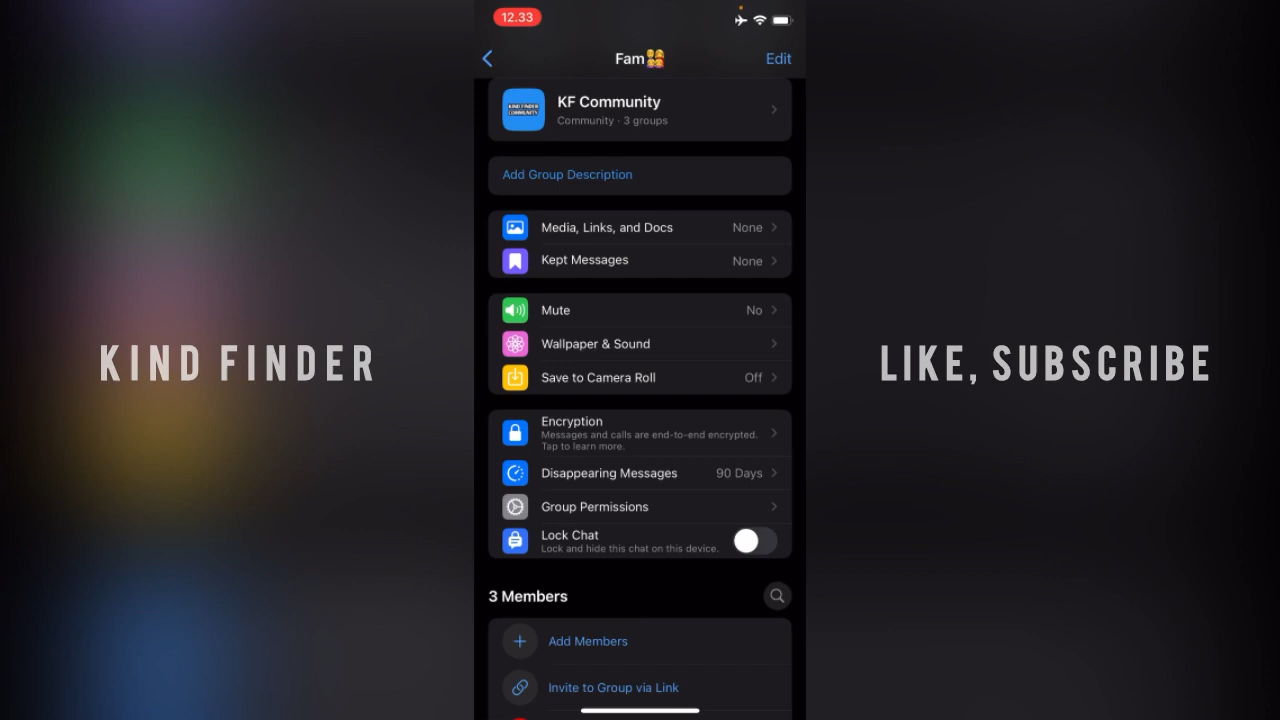 12.33
Fam👨‍👩‍👧‍👧
Edit
KIND FINDER
COMMUNITY
KF Community
Community · 3 groups
Add Group Description
Media, Links, and Docs None
Kept Messages None
Mute No
Wallpaper & Sound
Save to Camera Roll Off
KIND FINDER
LIKE, SUBSCRIBE
Encryption
Messages and calls are end-to-end encrypted.
Tap to learn more.
Disappearing Messages 90 Days
Group Permissions
Lock Chat
Lock and hide this chat on this device.
3 Members
Add Members
Invite to Group via Link